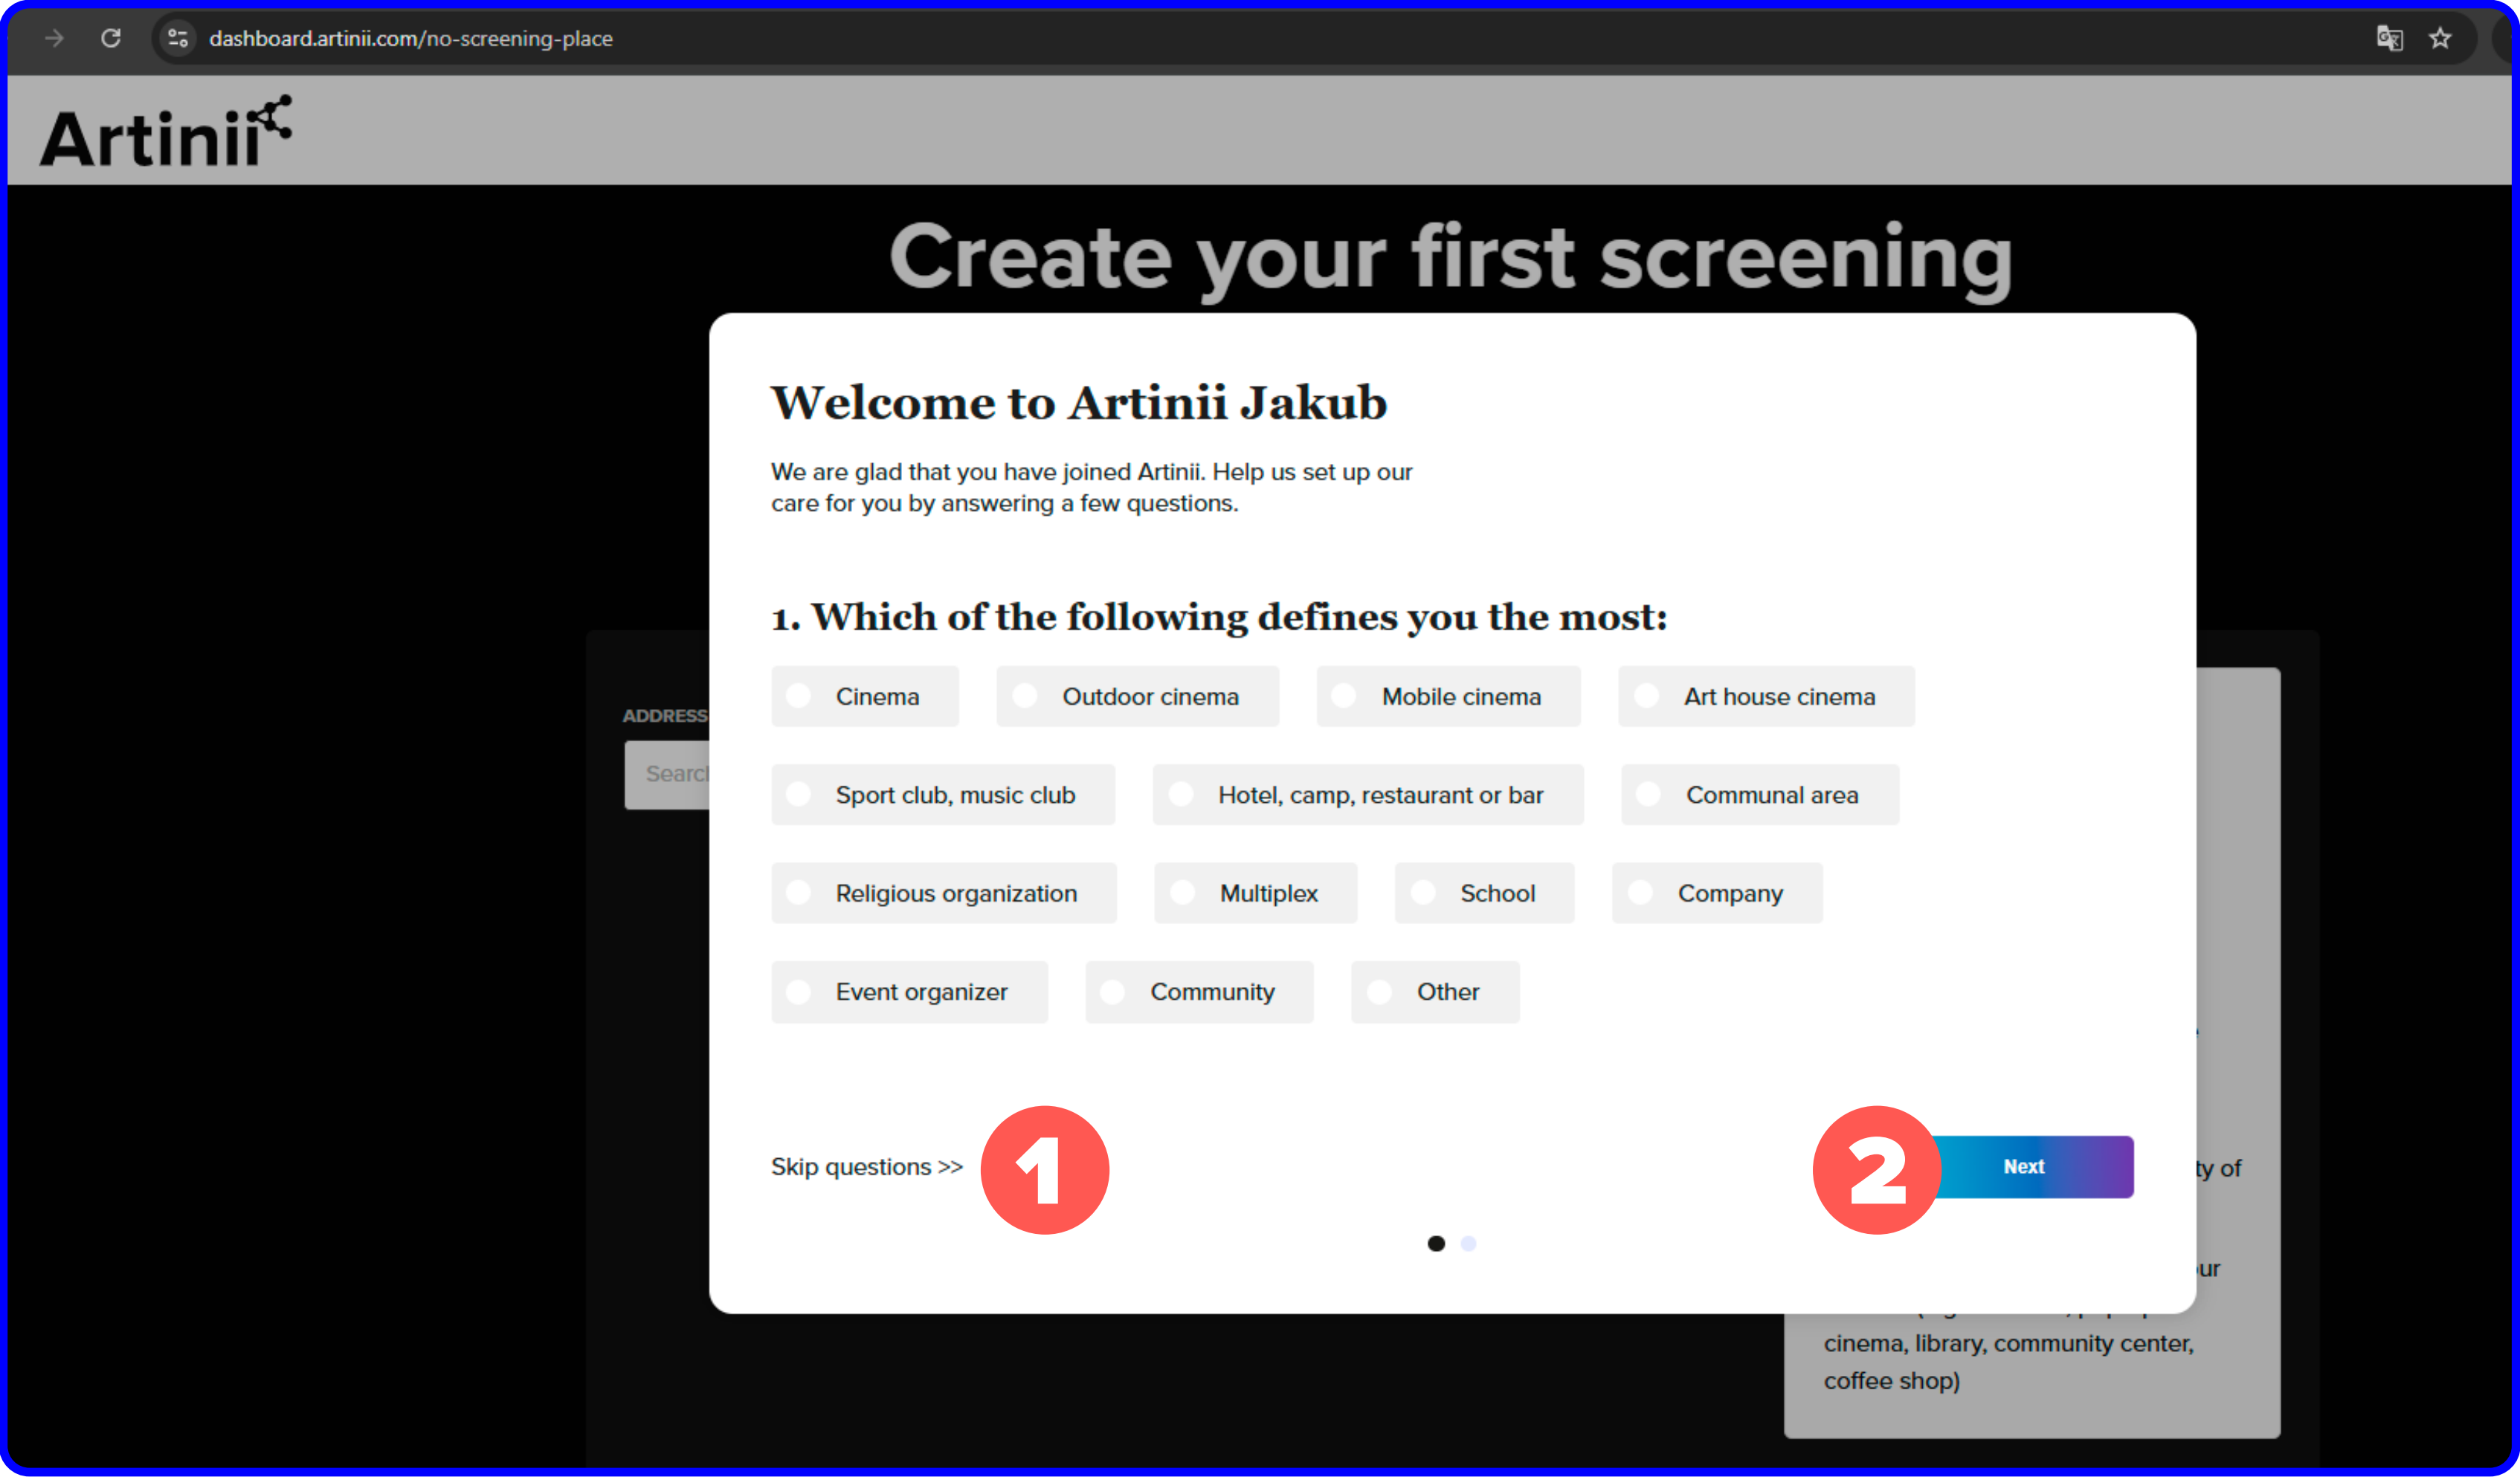 dashboard.artinii.com/no-screening-place
Artinii
Create your first screening
Welcome to Artinii Jakub
We are glad that you have joined Artinii. Help us set up our
care for you by answering a few questions.
1. Which of the following defines you the most:
Cinema
Outdoor cinema
Mobile cinema
Art house cinema
ADDRESS
Sport club, music club
Hotel, camp, restaurant or bar
Communal area
Religious organization
Multiplex
School
Company
Event organizer
Community
Other
Skip questions >>
1
2
Next
of
cinema, library, community center,
coffee shop)